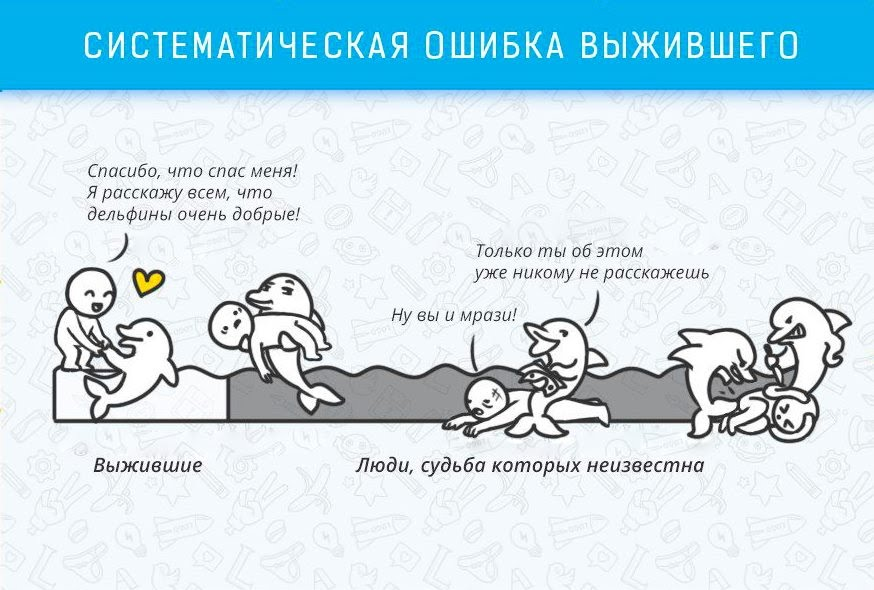 СИСТЕМАТИЧЕСКАЯ ОШИБКА ВЫЖИВШЕГО
Спасибо, что спас меня!
Я расскажу всем, что
дельфины очень добрые!
Только ты об этом
уже никому не расскажешь
Ну вы и мрази!
Выжившие
Люди, судьба которых неизвестна